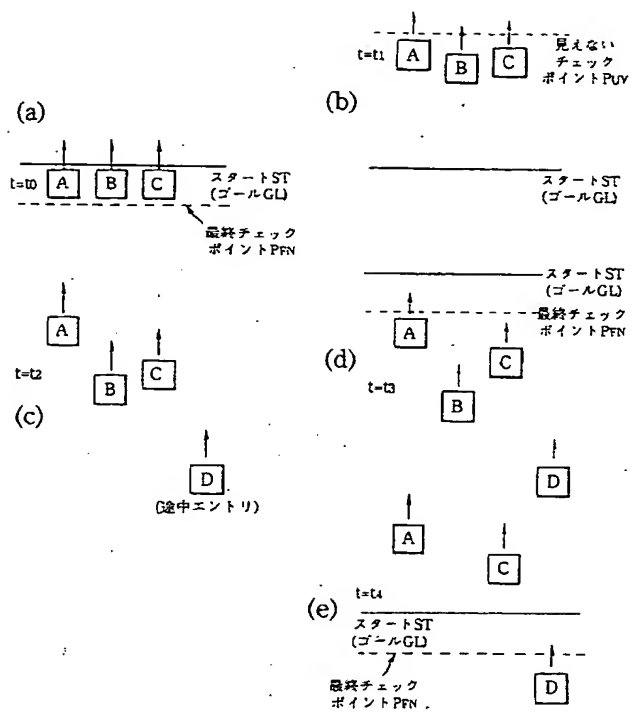 (a)
t=t0
A
B
C
スタートST
(ゴールGL)
最終チェック
ポイントPFN
t=t1
A
B
C
見えない
チェック
ポイントPUV
(b)
スタートST
(ゴールGL)
A
B
C
t=t2
(c)
D
(途中エントリ)
スタートST
(ゴールGL)
最終チェック
ポイントPFN
A
C
(d)
t=t3
B
D
A
C
t=t4
(e)
スタートST
(ゴールGL)
最終チェック
ポイントPFN
D